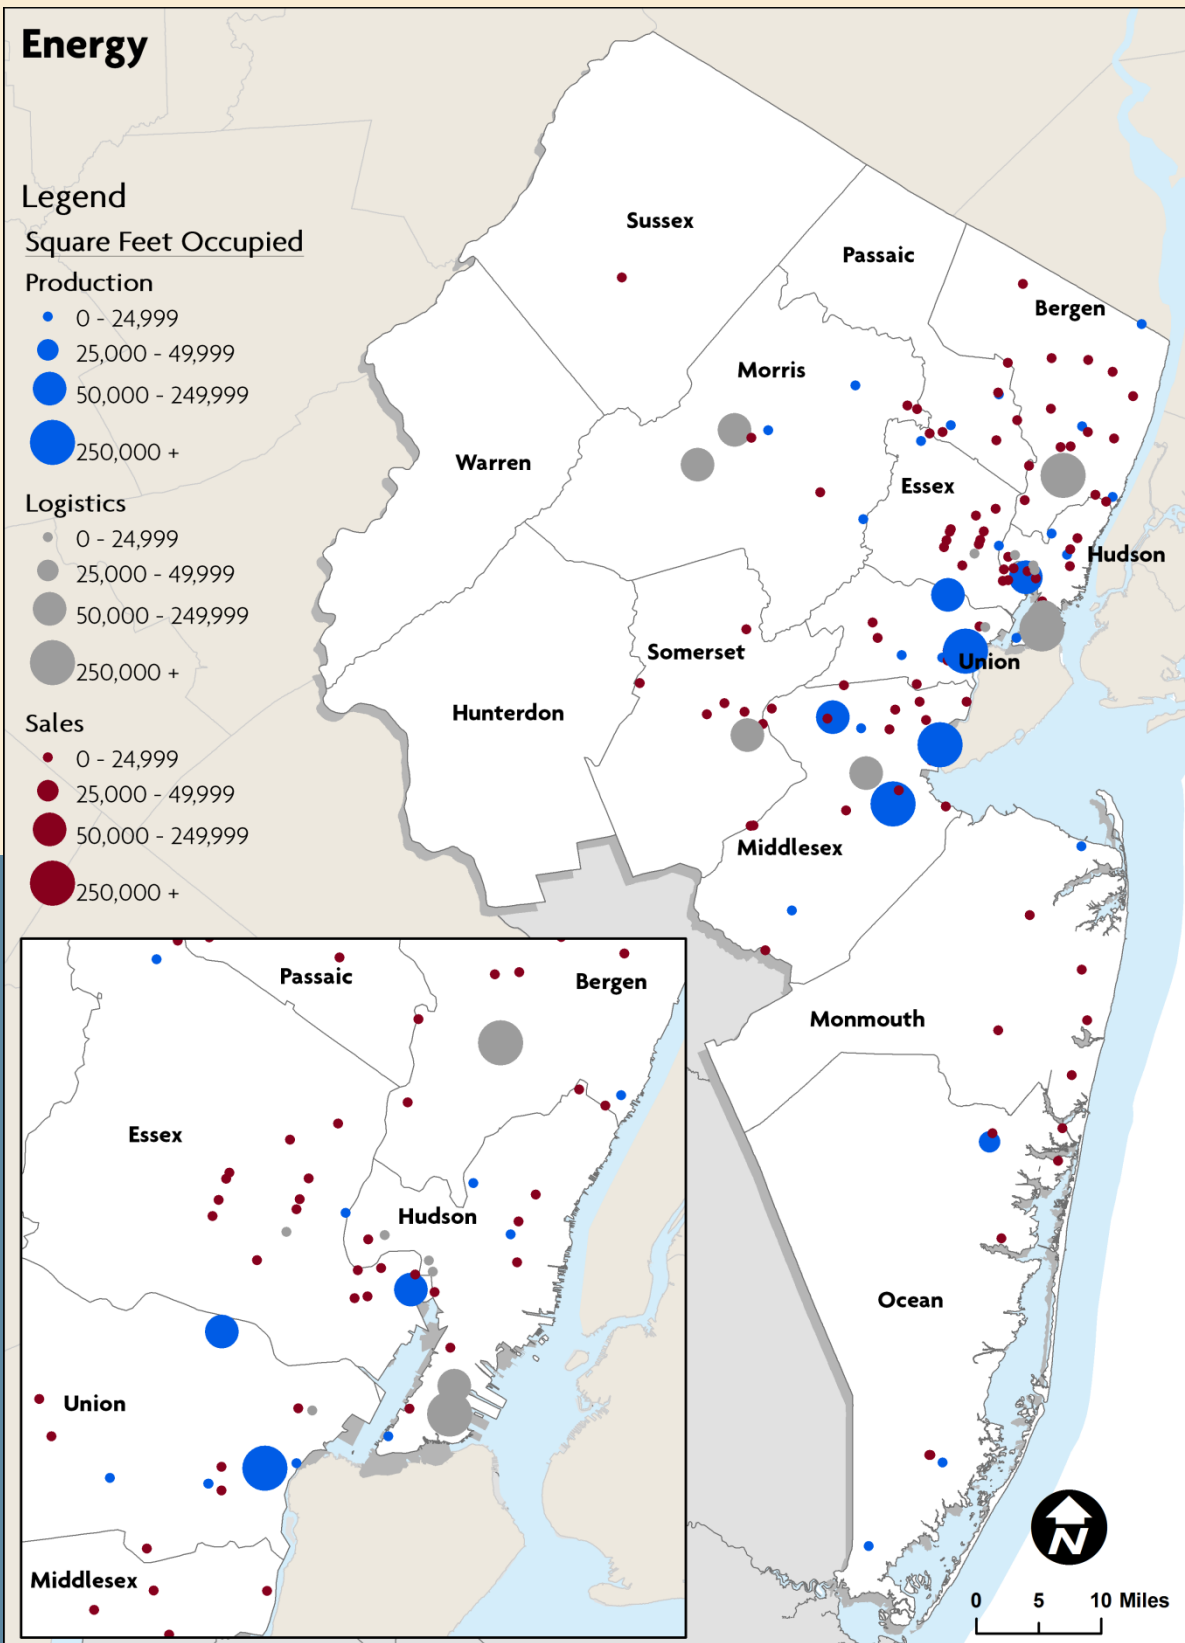 Energy
Legend
Square Feet Occupied
Production
0 - 24,999
25,000 - 49,999
50,000 - 249,999
250,000 +
Logistics
0 - 24,999
25,000 - 49,999
50,000 - 249,999
250,000 +
Sales
0 - 24,999
25,000 - 49,999
50,000 - 249,999
250,000 +
Sussex
Passaic
Bergen
Morris
Warren
Essex
Hudson
Somerset
Union
Hunterdon
Middlesex
Monmouth
Ocean
Passaic
Bergen
Essex
Hudson
Union
Middlesex
N
0 5 10 Miles